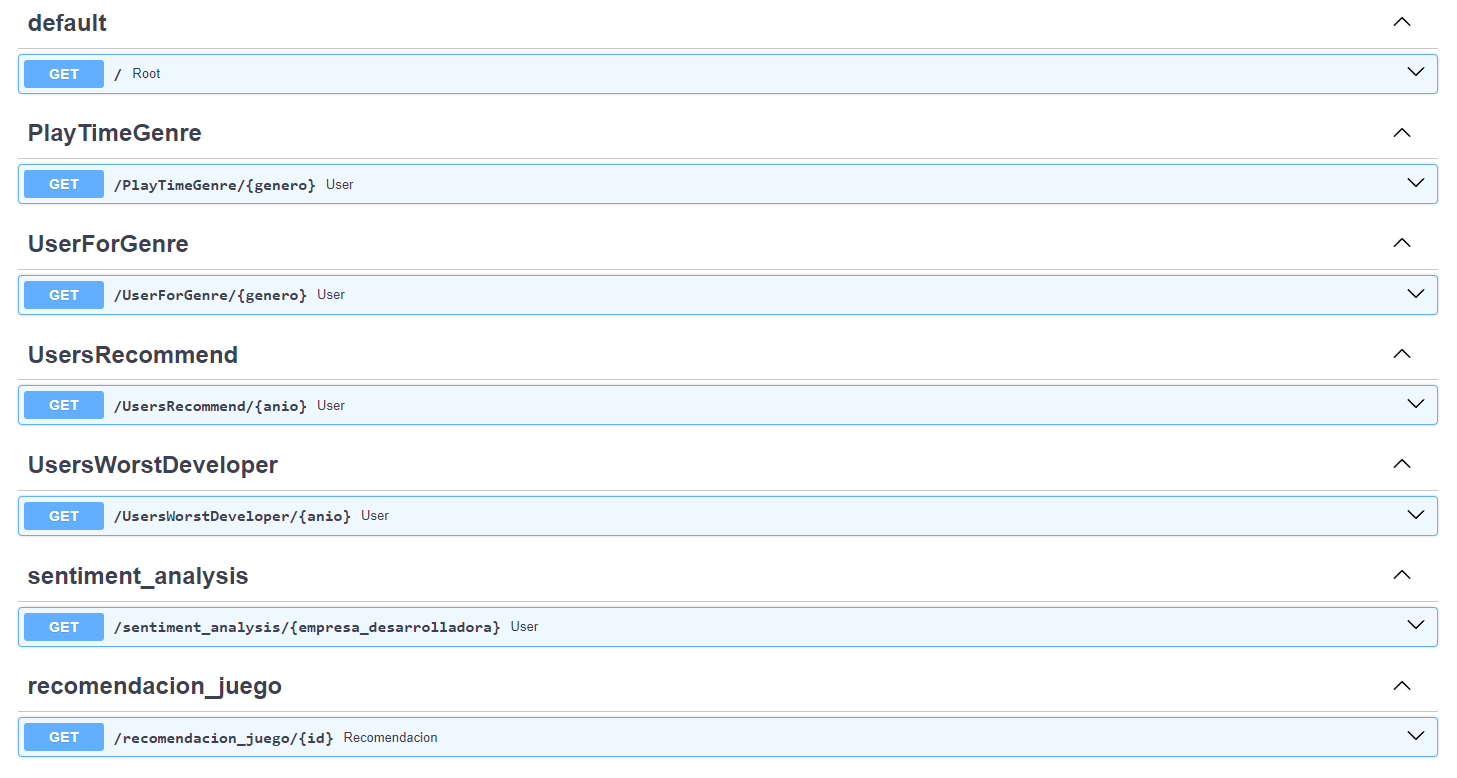 default
GET / Root
PlayTimeGenre
GET /PlayTimeGenre/{genero} User
UserForGenre
GET /UserForGenre/{genero} User
UsersRecommend
GET /UsersRecommend/{anio} User
UsersWorstDeveloper
GET /UsersWorstDeveloper/{anio} User
sentiment_analysis
GET /sentiment_analysis/{empresa_desarrolladora} User
recomendacion_juego
GET /recomendacion_juego/{id} Recomendacion